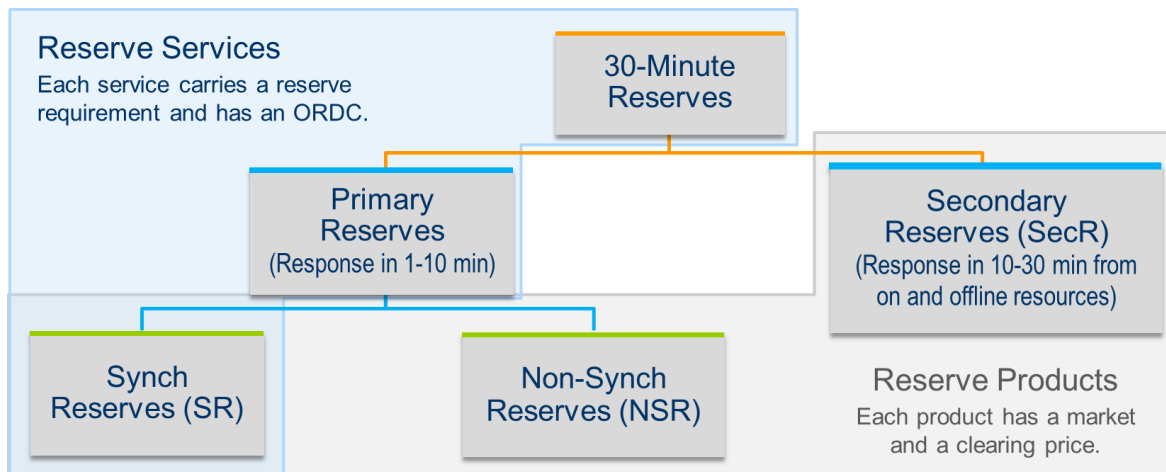 Reserve Services
Each service carries a reserve
requirement and has an ORDC.
30-Minute
Reserves
Primary
Reserves
(Response in 1-10 min)
Secondary
Reserves (SecR)
(Response in 10-30 min from
on and offline resources)
Synch
Reserves (SR)
Non-Synch
Reserves (NSR)
Reserve Products
Each product has a market
and a clearing price.